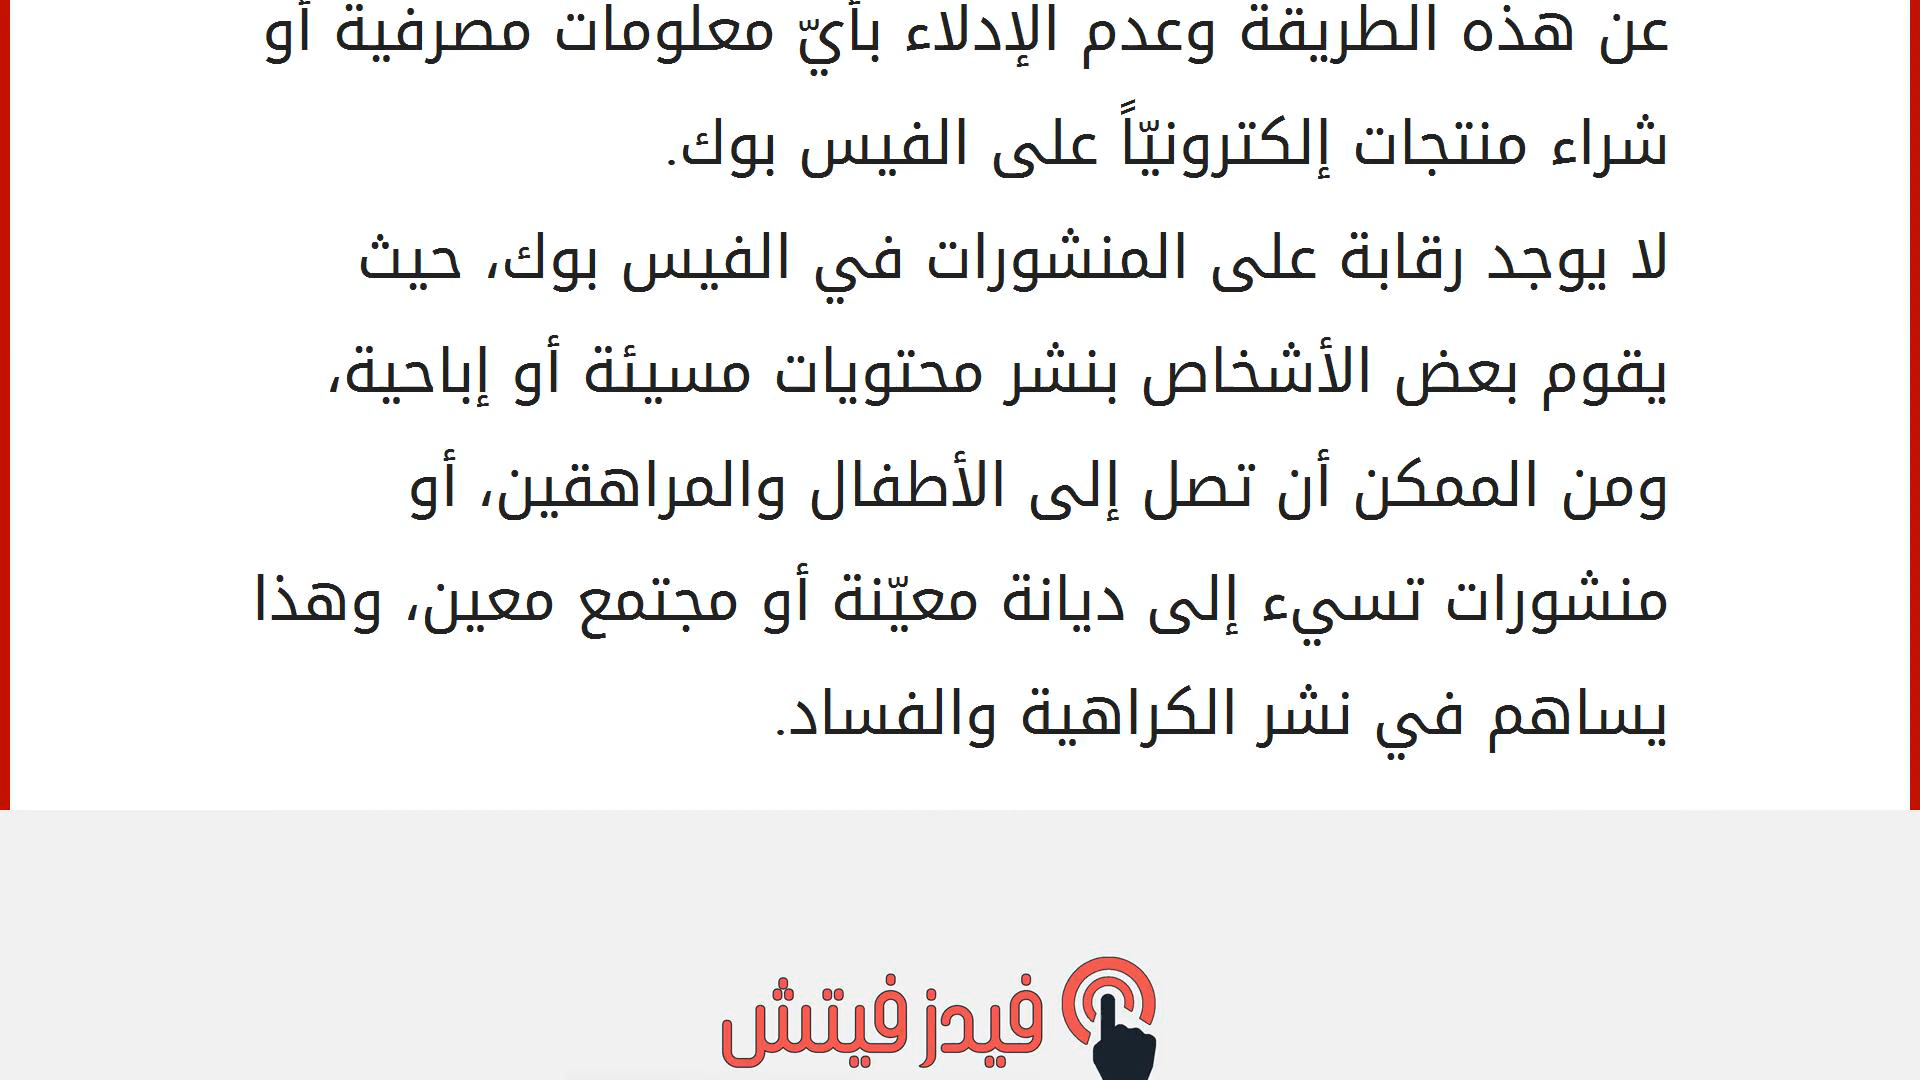 عن هذه الطريقة وعدم الإدلاء بأيّ معلومات مصرفية أو
شراء منتجات إلكترونيّاً على الفيس بوك.
لا يوجد رقابة على المنشورات في الفيس بوك، حيث
يقوم بعض الأشخاص بنشر محتويات مسيئة أو إباحية،
ومن الممكن أن تصل إلى الأطفال والمراهقين، أو
منشورات تسيء إلى ديانة معيّنة أو مجتمع معين، وهذا
يساهم في نشر الكراهية والفساد.
فيدز فيتش